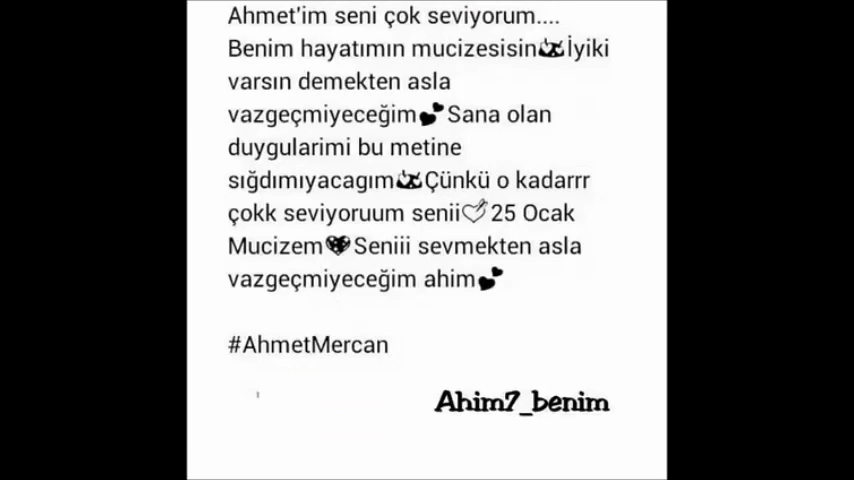 Ahmet'im seni çok seviyorum....
Benim hayatımın mucizesisin İyiki
varsın demekten asla
vazgeçmiyeceğim💕Sana olan
duygularimi bu metine
sığdımıyacagım Çünkü o kadarrr
çokk seviyoruum senii💘25 Ocak
Mucizem💖Seniii sevmekten asla
vazgeçmiyeceğim ahim💕
#AhmetMercan
Ahim7_benim